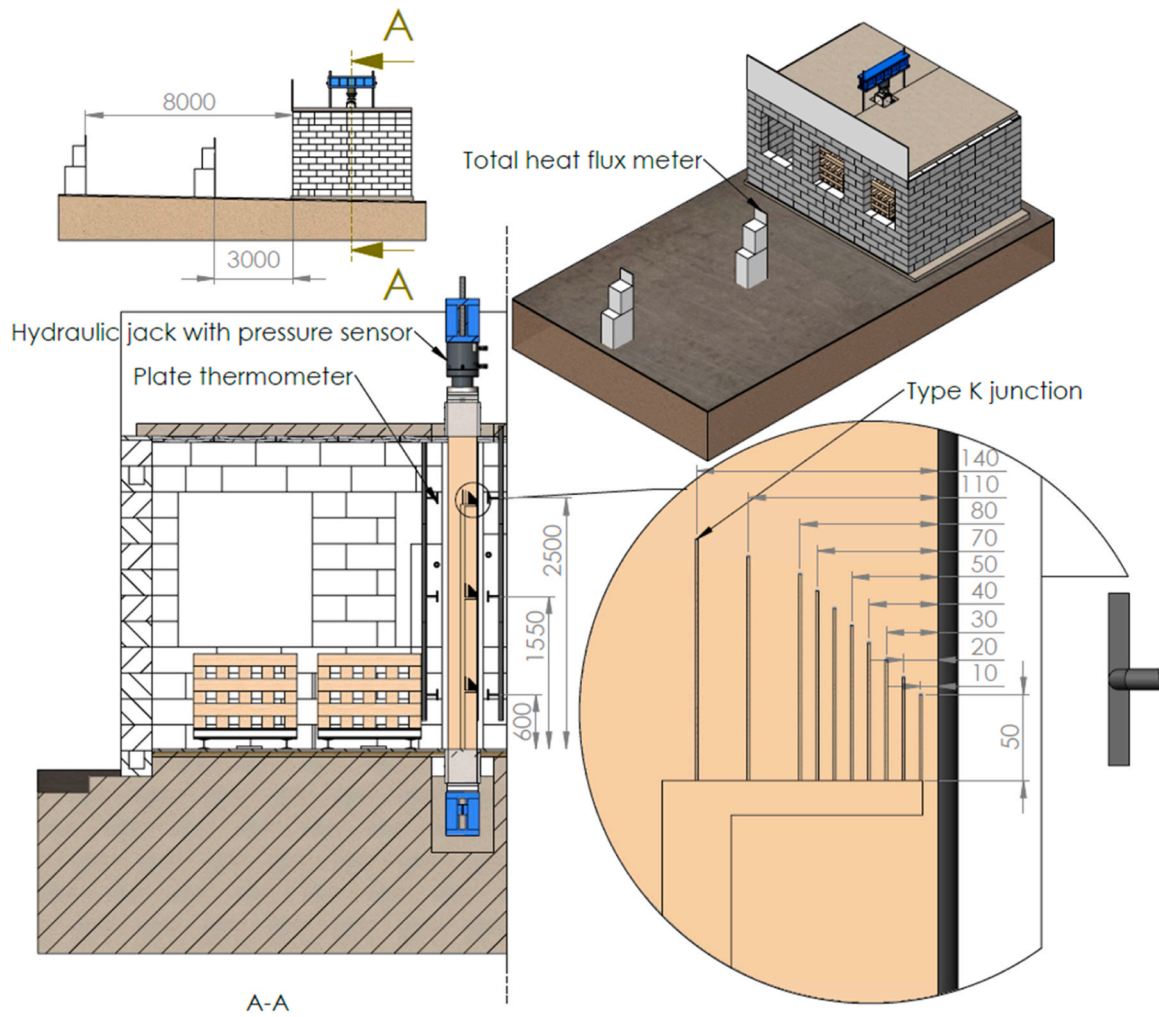 A
8000
3000
A
Total heat flux meter
Hydraulic jack with pressure sensor
Plate thermometer
Type K junction
140
110
80
70
50
40
30
20
10
50
2500
1550
600
A-A